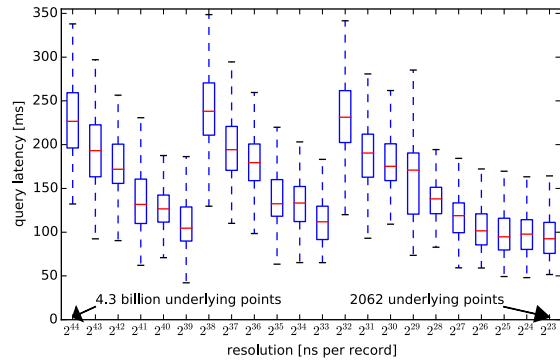 350
300
250
200
150
100
50
0
query latency [ms]
4.3 billion underlying points 2062 underlying points
2^44 2^43 2^42 2^41 2^40 2^39 2^38 2^37 2^36 2^35 2^34 2^33 2^32 2^31 2^30 2^29 2^28 2^27 2^26 2^25 2^24 2^23
resolution [ns per record]